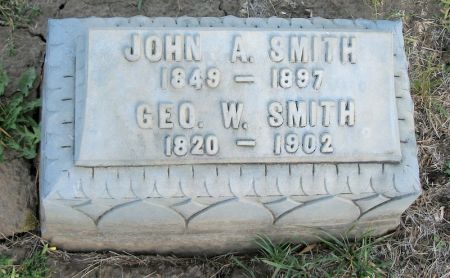 JOHN A. SMITH
1849 – 1897
GEO. W. SMITH
1820 – 1902